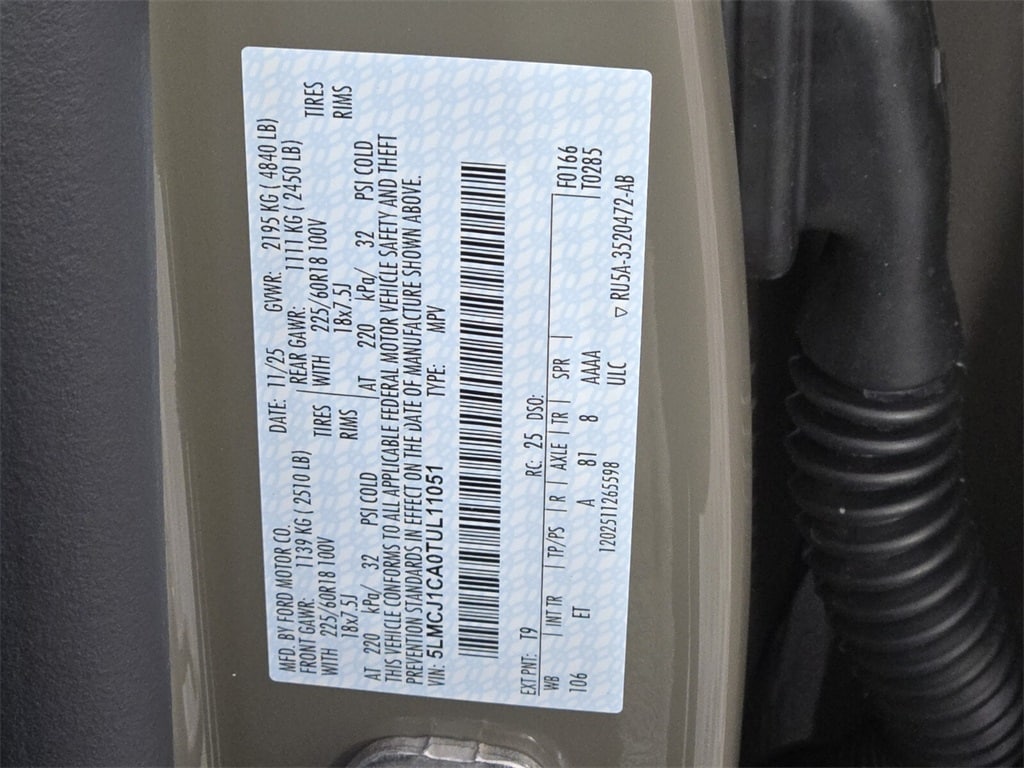 MFD. BY FORD MOTOR CO. DATE: 11/25 GVWR: 2195 KG ( 4840 LB)
FRONT GAWR: 1139 KG ( 2510 LB) REAR GAWR: 1111 KG ( 2450 LB)
WITH 225/60R18 100V TIRES WITH 225/60R18 100V TIRES
18x7.5J RIMS 18x7.5J RIMS
AT 220 kPa/ 32 PSI COLD AT 220 kPa/ 32 PSI COLD
THIS VEHICLE CONFORMS TO ALL APPLICABLE FEDERAL MOTOR VEHICLE SAFETY AND THEFT
PREVENTION STANDARDS IN EFFECT ON THE DATE OF MANUFACTURE SHOWN ABOVE.
VIN: 5LMCJ1CA0TUL11051 TYPE: MPV
EXT PNT: T9 RC: 25 DSO: F0166
WB | INT TR | TP/PS | R | AXLE | TR | SPR | T0285
106 ET A 81 8 AAAA
120251126598 ULC
▽ RU5A-3520472-AB